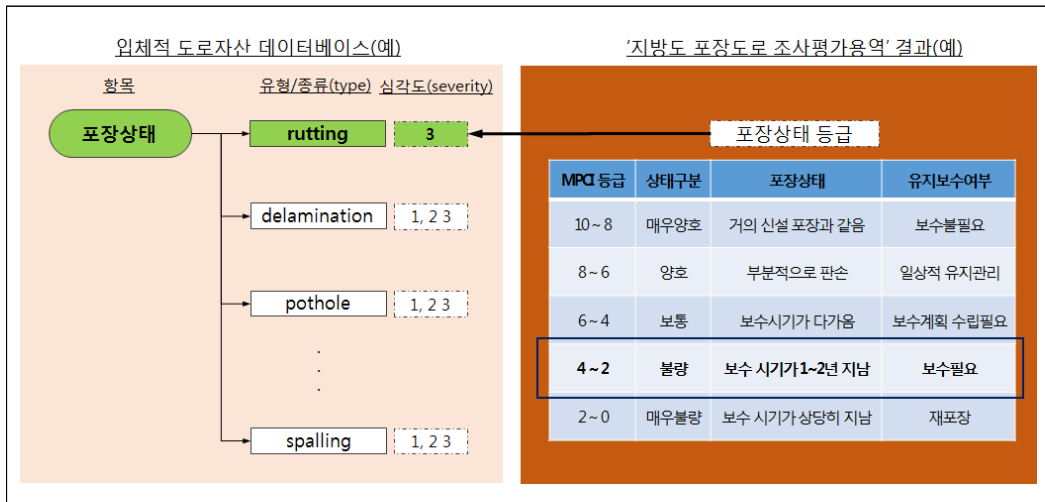 입체적 도로자산 데이터베이스(예)
항목 유형/종류(type) 심각도(severity)
포장상태 rutting 3
delamination 1, 2 3
pothole 1, 2 3
.
.
.
spalling 1, 2 3
'지방도 포장도로 조사평가용역' 결과(예)
포장상태 등급
MPCI 등급 상태구분 포장상태 유지보수여부
10 ~ 8 매우양호 거의 신설 포장과 같음 보수불필요
8 ~ 6 양호 부분적으로 판손 일상적 유지관리
6 ~ 4 보통 보수시기가 다가옴 보수계획 수립필요
4 ~ 2 불량 보수 시기가 1~2년 지남 보수필요
2 ~ 0 매우불량 보수 시기가 상당히 지남 재포장